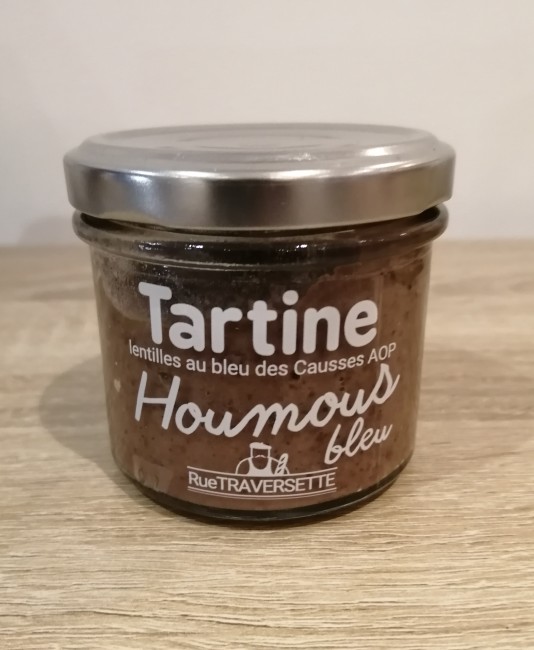 Tartine
lentilles au bleu des Causses AOP
Houmous
bleu
RueTRAVERSETTE